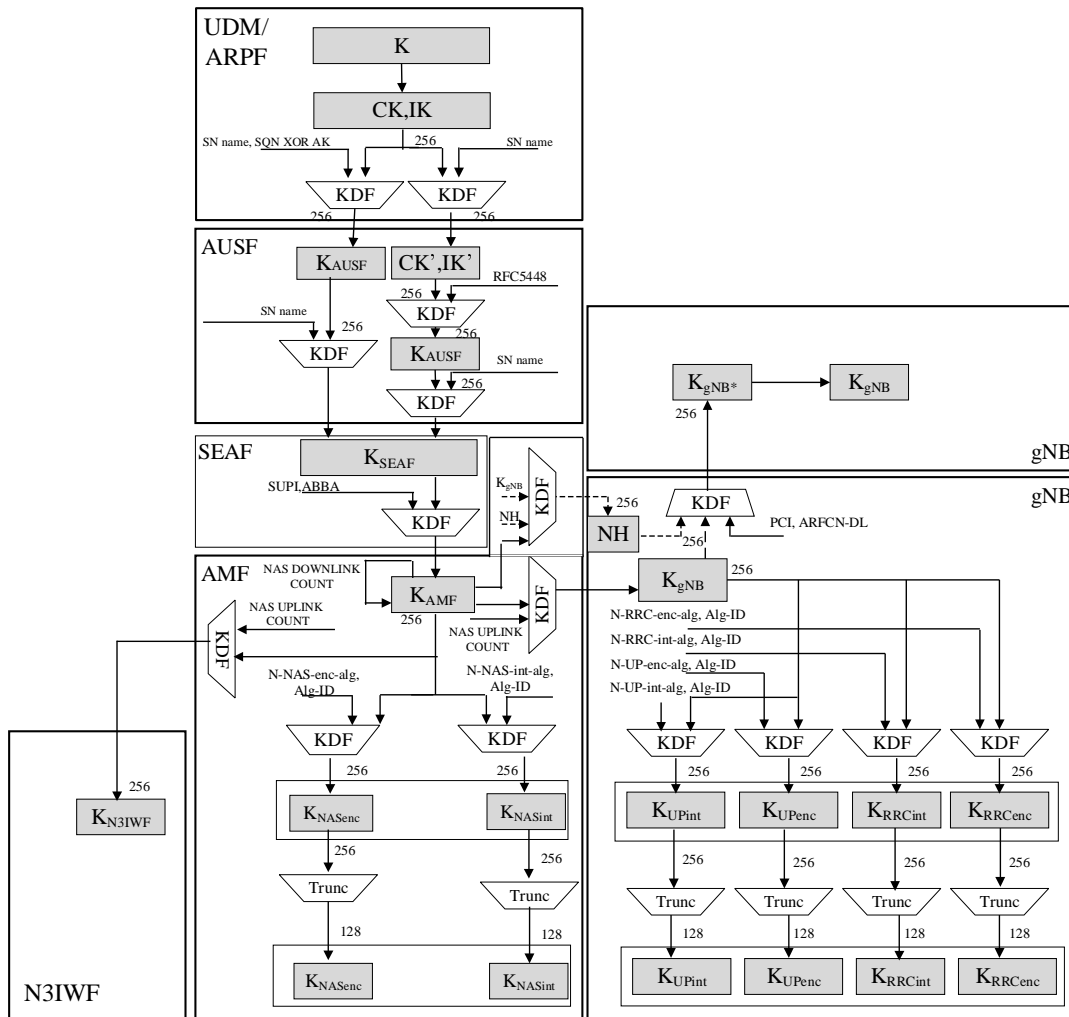 UDM/
ARPF
K
CK,IK
256
SN name, SQN XOR AK
SN name
KDF
KDF
256
256
AUSF
KAUSF
CK’,IK’
RFC5448
256
KDF
SN name
256
256
KDF
KAUSF
SN name
256
KDF
KgNB*
KgNB
256
gNB
SEAF
KSEAF
SUPI,ABBA
KDF
KgNB
NH
KDF
256
NH
KDF
gNB
PCI, ARFCN-DL
256
AMF
NAS DOWNLINK
COUNT
KAMF
256
NAS UPLINK
COUNT
KDF
KgNB
256
KDF
NAS UPLINK
COUNT
N-RRC-enc-alg, Alg-ID
N-RRC-int-alg, Alg-ID
N-UP-enc-alg, Alg-ID
N-UP-int-alg, Alg-ID
N-NAS-enc-alg,
Alg-ID
N-NAS-int-alg,
Alg-ID
KDF
KDF
KDF
KDF
KDF
KDF
256
256
256
256
256
256
256
KN3IWF
KNASenc
KNASint
KUPint
KUPenc
KRRCint
KRRCenc
256
256
256
256
256
256
Trunc
Trunc
Trunc
Trunc
Trunc
Trunc
128
128
128
128
128
128
KNASenc
KNASint
KUPint
KUPenc
KRRCint
KRRCenc
N3IWF